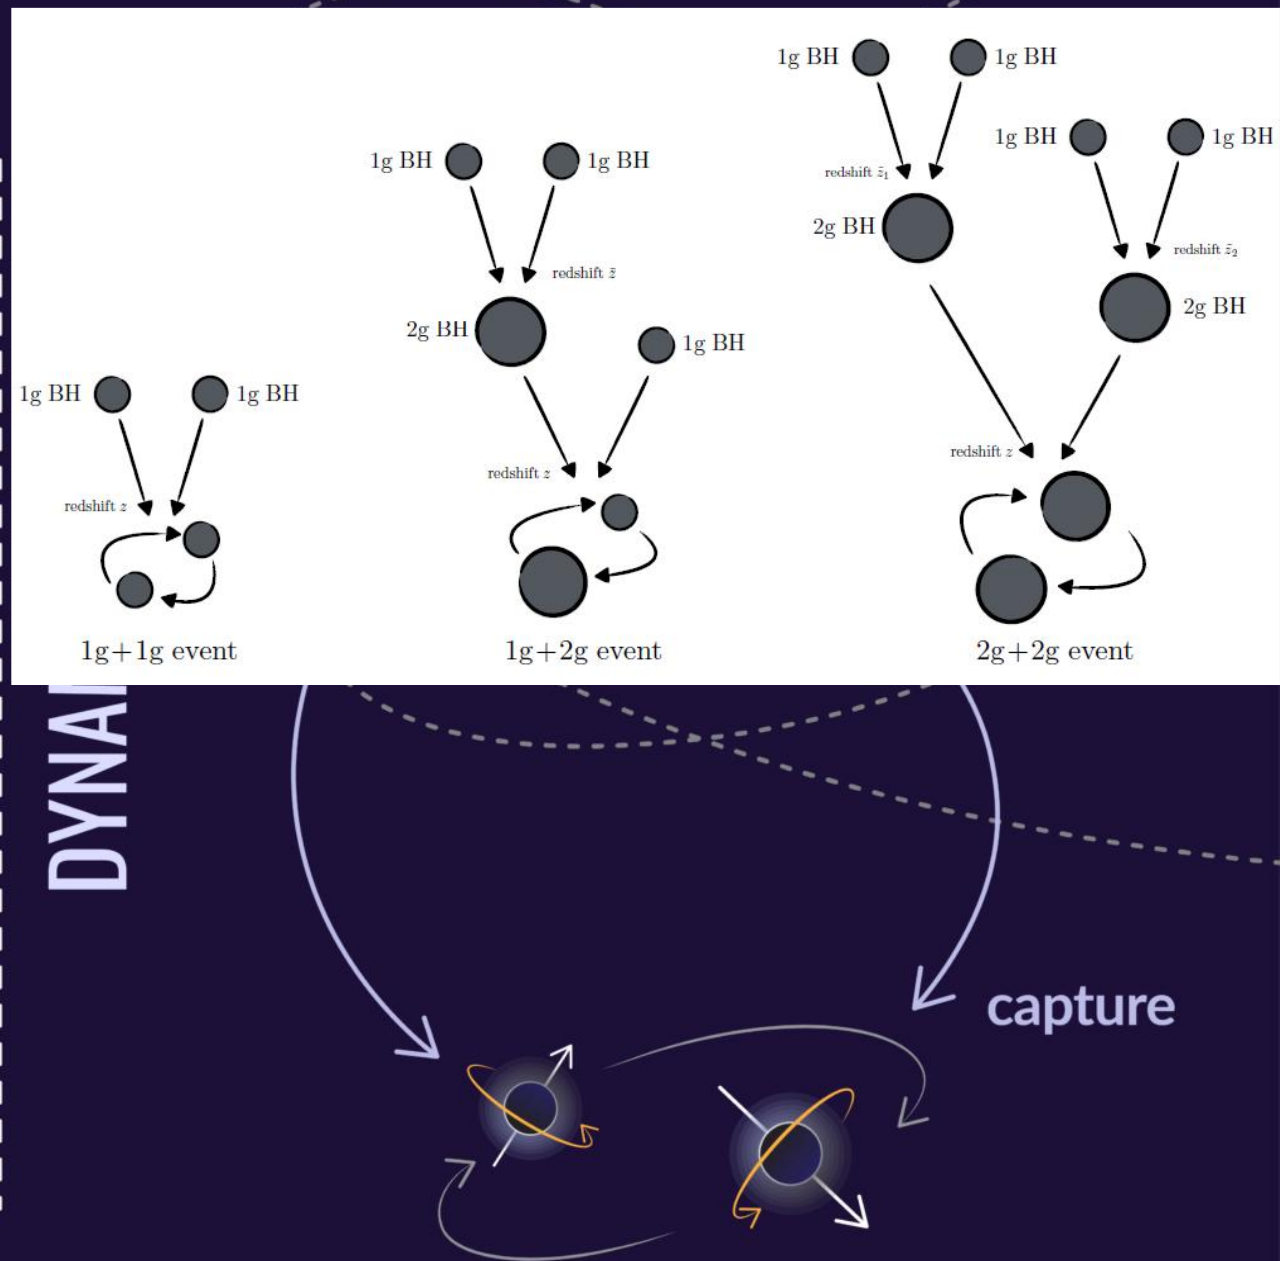 1g BH
1g BH
redshift z
1g+1g event
1g BH
1g BH
redshift z̄
2g BH
1g BH
redshift z
1g+2g event
1g BH
1g BH
1g BH
1g BH
redshift z̄₁
2g BH
redshift z̄₂
2g BH
redshift z
2g+2g event
capture